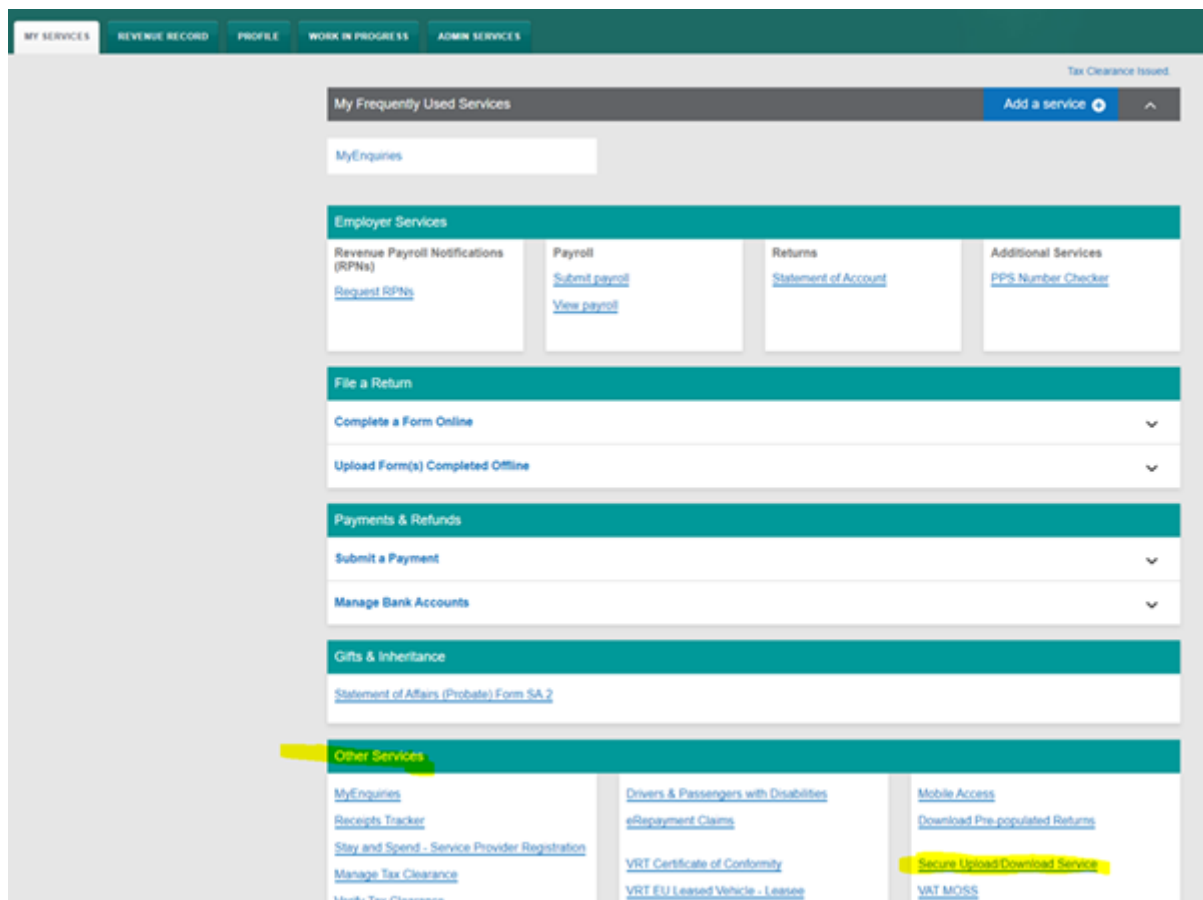 MY SERVICES
REVENUE RECORD
PROFILE
WORK IN PROGRESS
ADMIN SERVICES
Tax Clearance Issued.
My Frequently Used Services
Add a service
MyEnquiries
Employer Services
Revenue Payroll Notifications
(RPNs)
Request RPNs
Payroll
Submit payroll
View payroll
Returns
Statement of Account
Additional Services
PPS Number Checker
File a Return
Complete a Form Online
Upload Form(s) Completed Offline
Payments & Refunds
Submit a Payment
Manage Bank Accounts
Gifts & Inheritance
Statement of Affairs (Probate) Form SA.2
Other Services
MyEnquiries
Receipts Tracker
Stay and Spend - Service Provider Registration
Manage Tax Clearance
Verify Tax Clearance
Drivers & Passengers with Disabilities
eRepayment Claims
VRT Certificate of Conformity
VRT EU Leased Vehicle - Leasee
Mobile Access
Download Pre-populated Returns
Secure Upload/Download Service
VAT MOSS